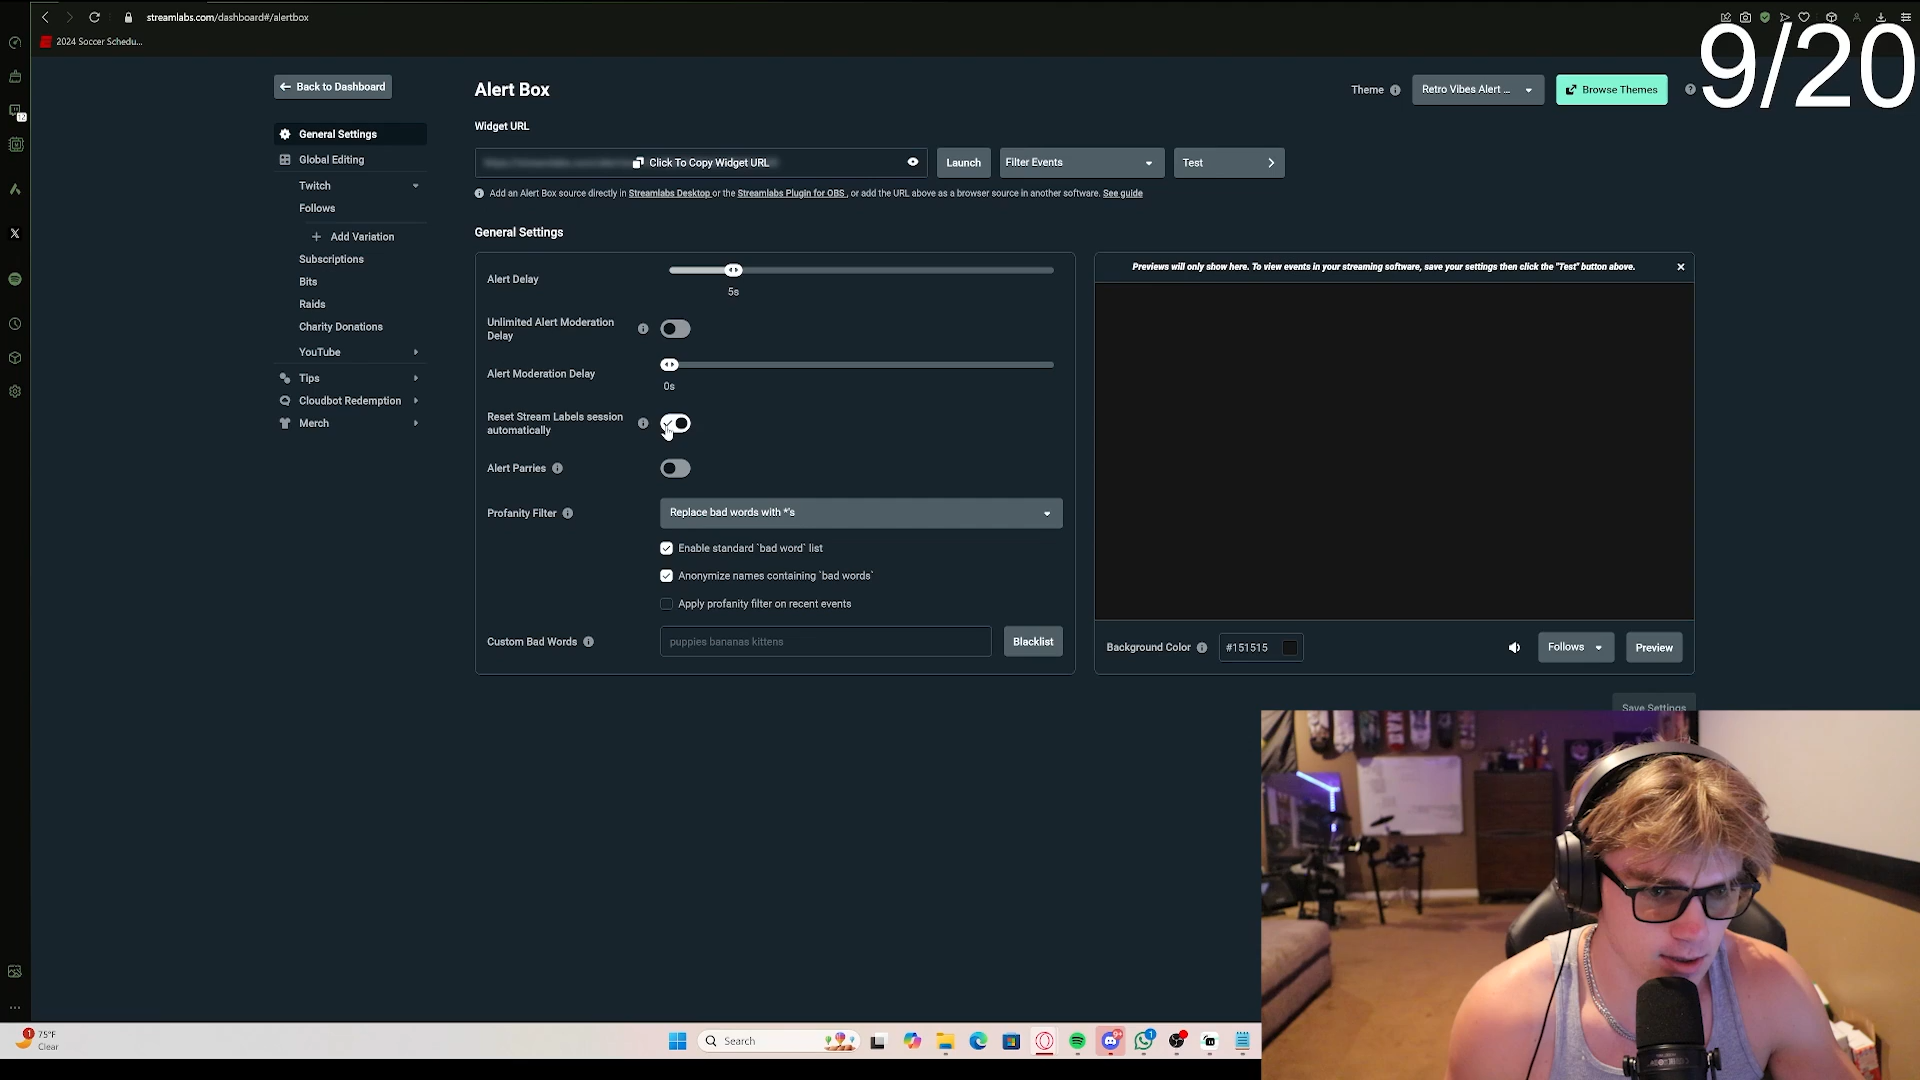 streamlabs.com/dashboard#/alertbox
2024 Soccer Schedu...
9/20
Back to Dashboard
Alert Box
Theme
Retro Vibes Alert ...
Browse Themes
General Settings
Global Editing
Twitch
Follows
Add Variation
Subscriptions
Bits
Raids
Charity Donations
YouTube
Tips
Cloudbot Redemption
Merch
Widget URL
Click To Copy Widget URL
Launch
Filter Events
Test
Add an Alert Box source directly in Streamlabs Desktop or the Streamlabs Plugin for OBS , or add the URL above as a browser source in another software. See guide
General Settings
Alert Delay
5s
Unlimited Alert Moderation
Delay
Alert Moderation Delay
0s
Reset Stream Labels session
automatically
Alert Parries
Profanity Filter
Replace bad words with *'s
Enable standard `bad word` list
Anonymize names containing `bad words`
Apply profanity filter on recent events
Custom Bad Words
puppies bananas kittens
Blacklist
Previews will only show here. To view events in your streaming software, save your settings then click the "Test" button above.
Background Color
#151515
Follows
Preview
Save Settings
75°F
Clear
Search